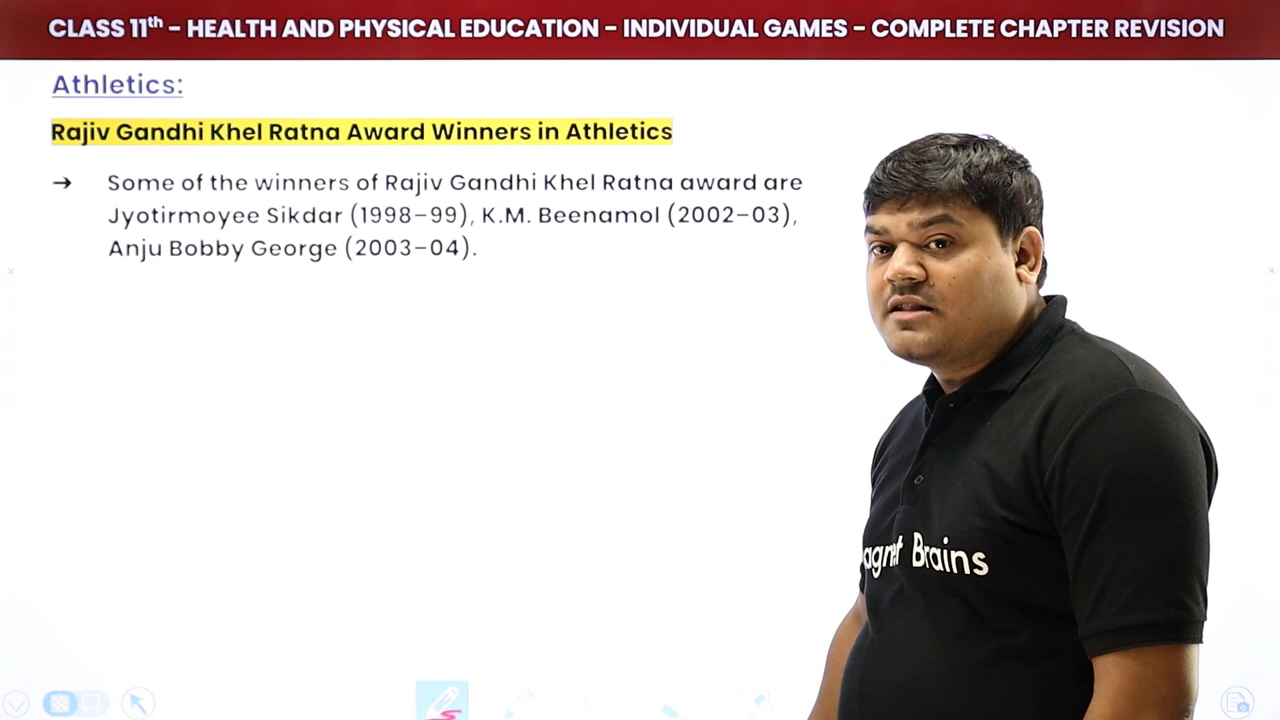 CLASS 11th – HEALTH AND PHYSICAL EDUCATION – INDIVIDUAL GAMES – COMPLETE CHAPTER REVISION
Athletics:
Rajiv Gandhi Khel Ratna Award Winners in Athletics
→ Some of the winners of Rajiv Gandhi Khel Ratna award are
Jyotirmoyee Sikdar (1998–99), K.M. Beenamol (2002–03),
Anju Bobby George (2003–04).
agnet Brains